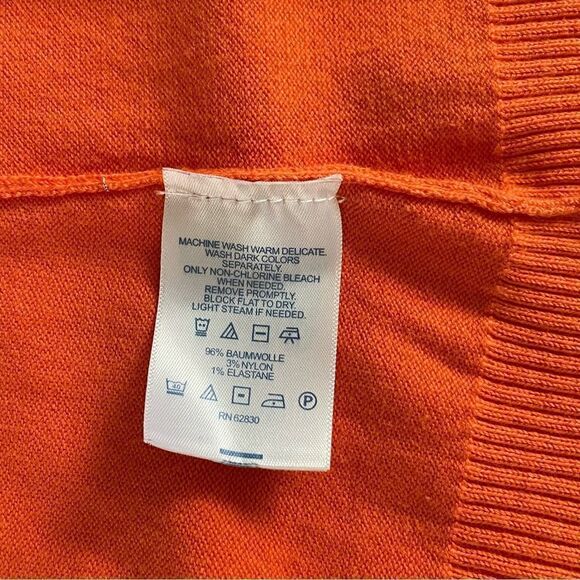 MACHINE WASH WARM DELICATE.
WASH DARK COLORS
SEPARATELY.
ONLY NON-CHLORINE BLEACH
WHEN NEEDED.
REMOVE PROMPTLY.
BLOCK FLAT TO DRY.
LIGHT STEAM IF NEEDED.
96% BAUMWOLLE
3% NYLON
1% ELASTANE
40 P
RN 62830